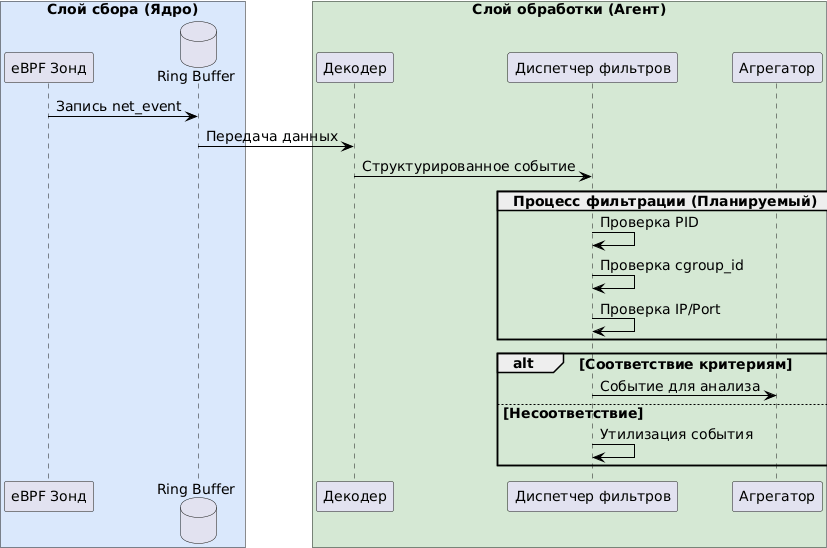 Слой сбора (Ядро)
Слой обработки (Агент)
eBPF Зонд
Ring Buffer
Декодер
Диспетчер фильтров
Агрегатор
Запись net_event
Передача данных
Структурированное событие
Процесс фильтрации (Планируемый)
Проверка PID
Проверка cgroup_id
Проверка IP/Port
alt
[Соответствие критериям]
Событие для анализа
[Несоответствие]
Утилизация события
eBPF Зонд
Ring Buffer
Декодер
Диспетчер фильтров
Агрегатор